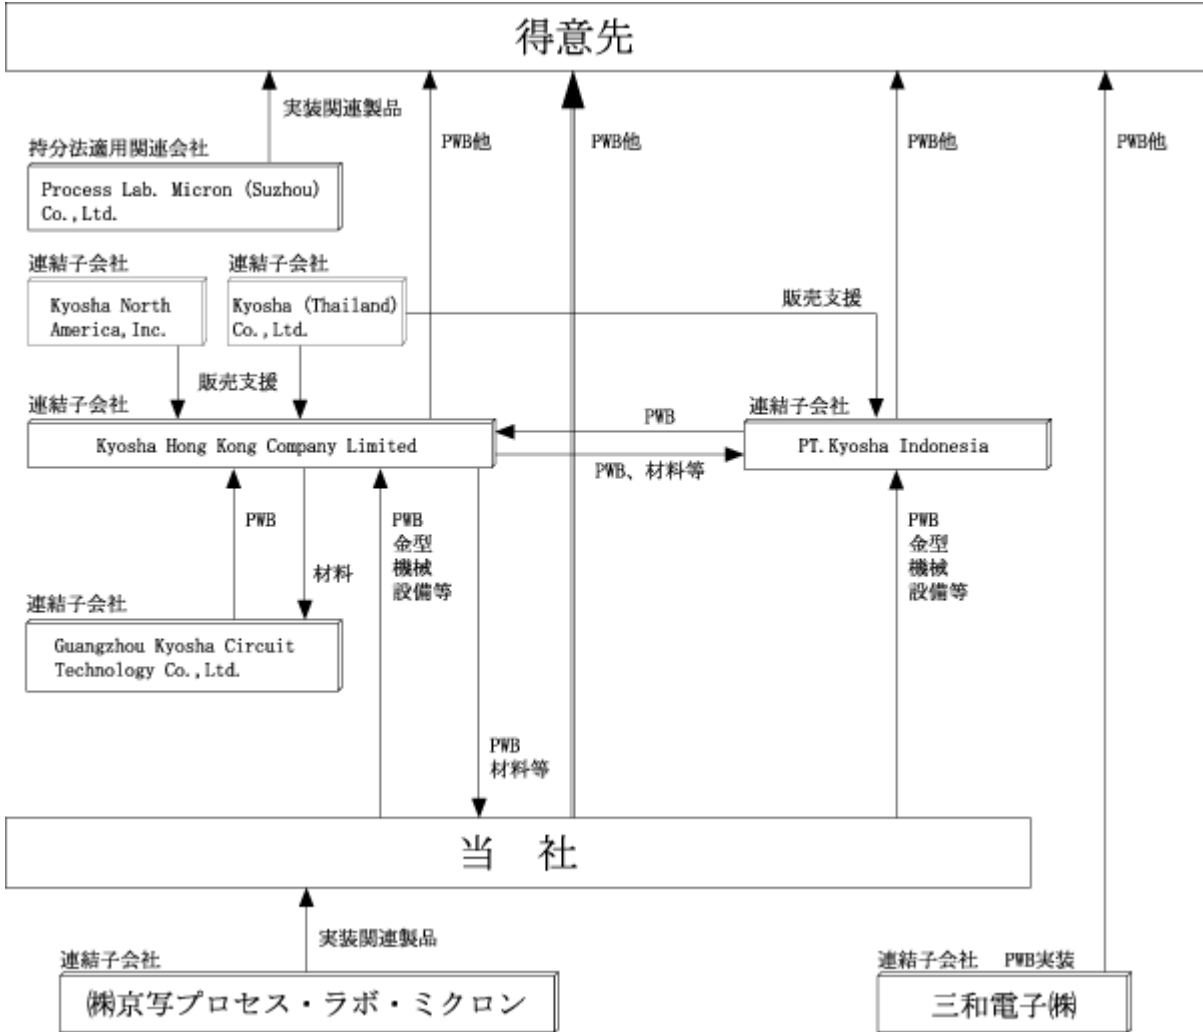 得意先
実装関連製品
PWB他
PWB他
PWB他
PWB他
持分法適用関連会社
Process Lab. Micron (Suzhou)
Co.,Ltd.
連結子会社
Kyosha North
America,Inc.
連結子会社
Kyosha (Thailand)
Co.,Ltd.
販売支援
販売支援
連結子会社
Kyosha Hong Kong Company Limited
PWB
PWB、材料等
連結子会社
PT.Kyosha Indonesia
PWB
材料
PWB
金型
機械
設備等
PWB
金型
機械
設備等
連結子会社
Guangzhou Kyosha Circuit
Technology Co.,Ltd.
PWB
材料等
当 社
実装関連製品
連結子会社
㈱京写プロセス・ラボ・ミクロン
連結子会社 PWB実装
三和電子㈱